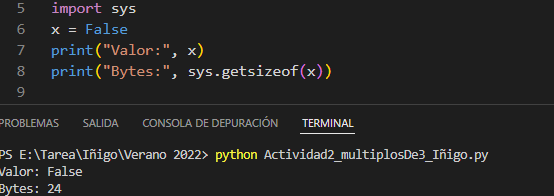 5 import sys
6 x = False
7 print("Valor:", x)
8 print("Bytes:", sys.getsizeof(x))
9
PROBLEMAS SALIDA CONSOLA DE DEPURACIÓN TERMINAL
PS E:\Tarea\Iñigo\Verano 2022> python Actividad2_multiplosDe3_Iñigo.py
Valor: False
Bytes: 24